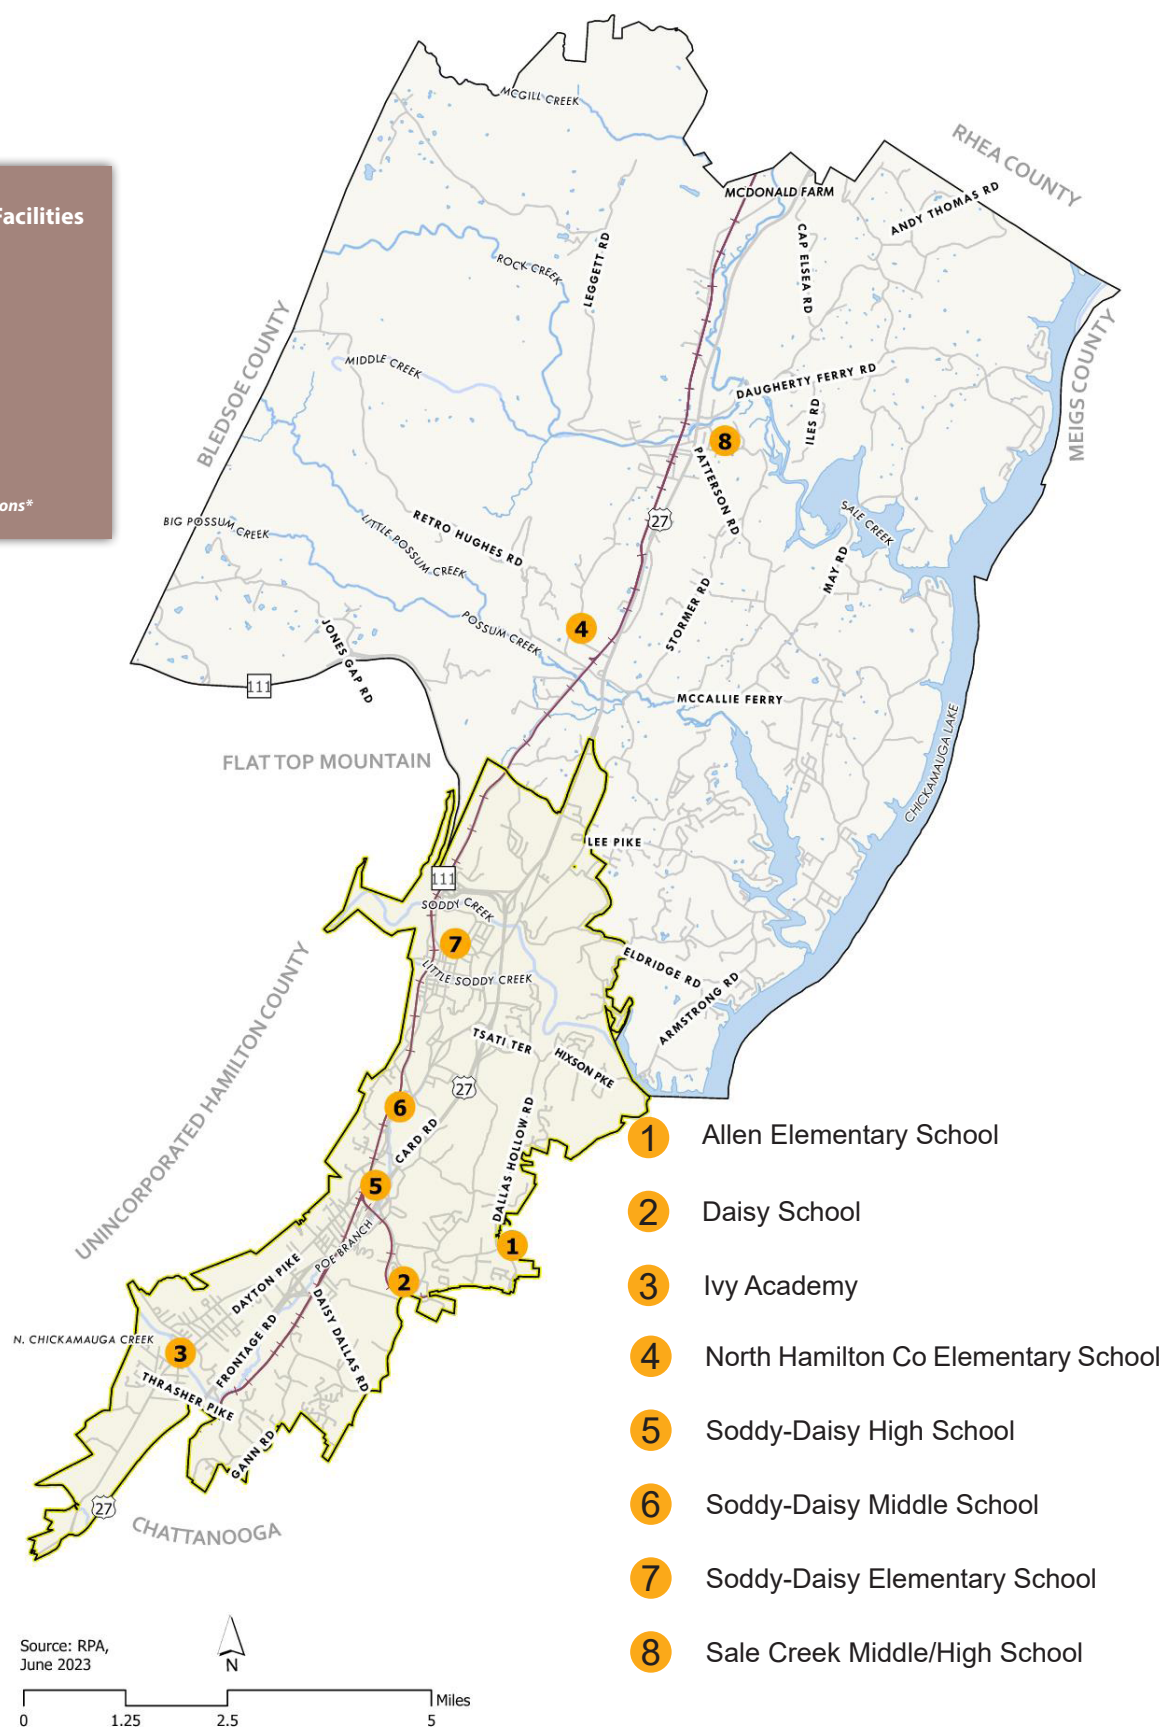 MCGILL CREEK
RHEA COUNTY
Facilities
MCDONALD FARM
ANDY THOMAS RD
CAP ELSEA RD
LEGGETT RD
ROCK CREEK
BLEDSOE COUNTY
MEIGS COUNTY
MIDDLE CREEK
DAUGHERTY FERRY RD
ILES RD
8
PATTERSON RD
ons*
SALE CREEK
27
RETRO HUGHES RD
BIG POSSUM CREEK
LITTLE POSSUM CREEK
MAY RD
STORMER RD
4
POSSUM CREEK
JONES GAP RD
111
MCCALLIE FERRY
FLAT TOP MOUNTAIN
CHICKAMAUGA LAKE
LEE PIKE
111
SODDY CREEK
7
ELDRIDGE RD
LITTLE SODDY CREEK
ARMSTRONG RD
UNINCORPORATED HAMILTON COUNTY
TSATI TER
HIXSON PKE
27
6
CARD RD
DALLAS HOLLOW RD
5
POE BRANCH
1
2
DAYTON PIKE
DAISY DALLAS RD
FRONTAGE RD
N. CHICKAMAUGA CREEK
3
THRASHER PIKE
GANN RD
27
CHATTANOOGA
1 Allen Elementary School
2 Daisy School
3 Ivy Academy
4 North Hamilton Co Elementary School
5 Soddy-Daisy High School
6 Soddy-Daisy Middle School
7 Soddy-Daisy Elementary School
8 Sale Creek Middle/High School
Source: RPA,
June 2023
N
Miles
0 1.25 2.5 5